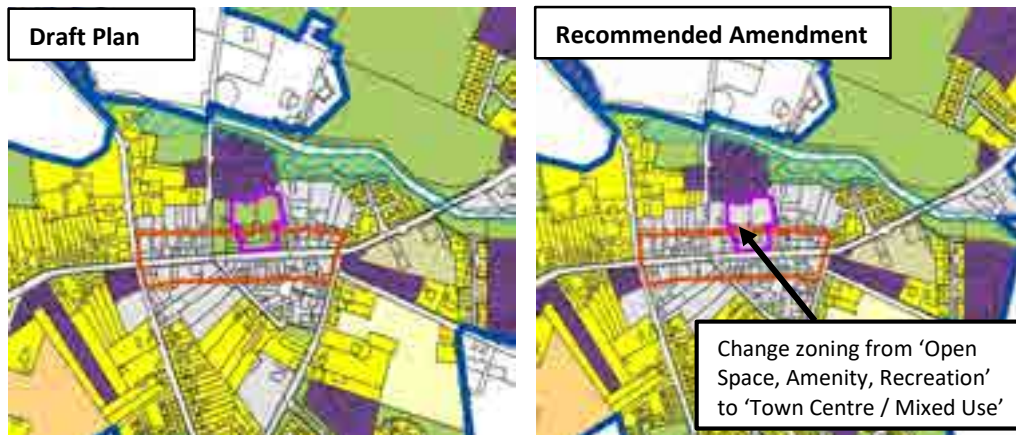 Draft Plan
Recommended Amendment
Change zoning from ‘Open
Space, Amenity, Recreation’
to ‘Town Centre / Mixed Use’